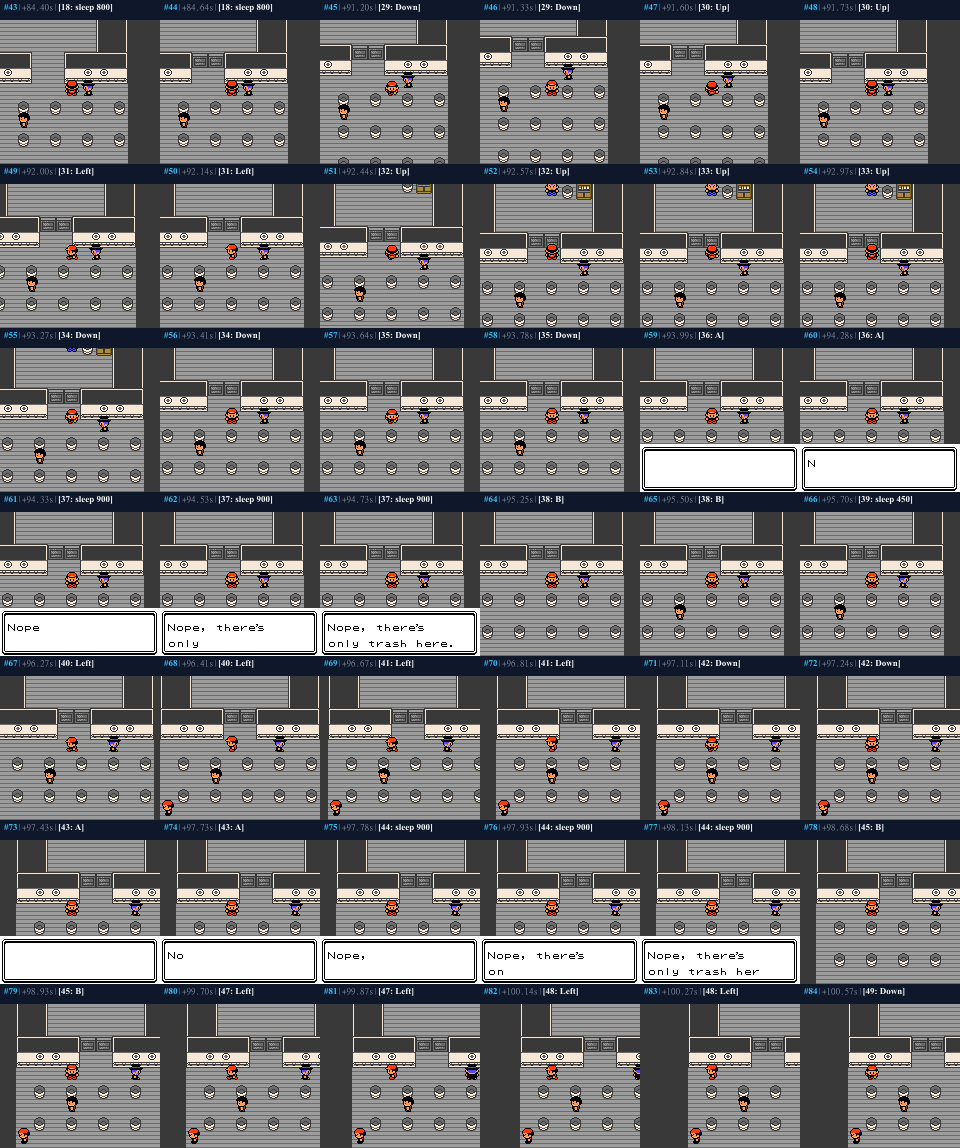 #43|+84.40s| [18: sleep 800]
#44|+84.64s| [18: sleep 800]
#45|+91.20s| [29: Down]
#46|+91.33s| [29: Down]
#47|+91.60s| [30: Up]
#48|+91.73s| [30: Up]
#49|+92.00s| [31: Left]
#50|+92.14s| [31: Left]
#51|+92.44s| [32: Up]
#52|+92.57s| [32: Up]
#53|+92.84s| [33: Up]
#54|+92.97s| [33: Up]
#55|+93.27s| [34: Down]
#56|+93.41s| [34: Down]
#57|+93.64s| [35: Down]
#58|+93.78s| [35: Down]
#59|+93.99s| [36: A]
#60|+94.28s| [36: A]
N
#61|+94.33s| [37: sleep 900]
#62|+94.53s| [37: sleep 900]
#63|+94.73s| [37: sleep 900]
#64|+95.25s| [38: B]
#65|+95.50s| [38: B]
#66|+95.70s| [39: sleep 450]
Nope
Nope, there's
only
Nope, there's
only trash here.
#67|+96.27s| [40: Left]
#68|+96.41s| [40: Left]
#69|+96.67s| [41: Left]
#70|+96.81s| [41: Left]
#71|+97.11s| [42: Down]
#72|+97.24s| [42: Down]
#73|+97.43s| [43: A]
#74|+97.73s| [43: A]
#75|+97.78s| [44: sleep 900]
#76|+97.93s| [44: sleep 900]
#77|+98.13s| [44: sleep 900]
#78|+98.68s| [45: B]
No
Nope,
Nope, there's
on
Nope, there's
only trash her
#79|+98.93s| [45: B]
#80|+99.70s| [47: Left]
#81|+99.87s| [47: Left]
#82|+100.14s| [48: Left]
#83|+100.27s| [48: Left]
#84|+100.57s| [49: Down]